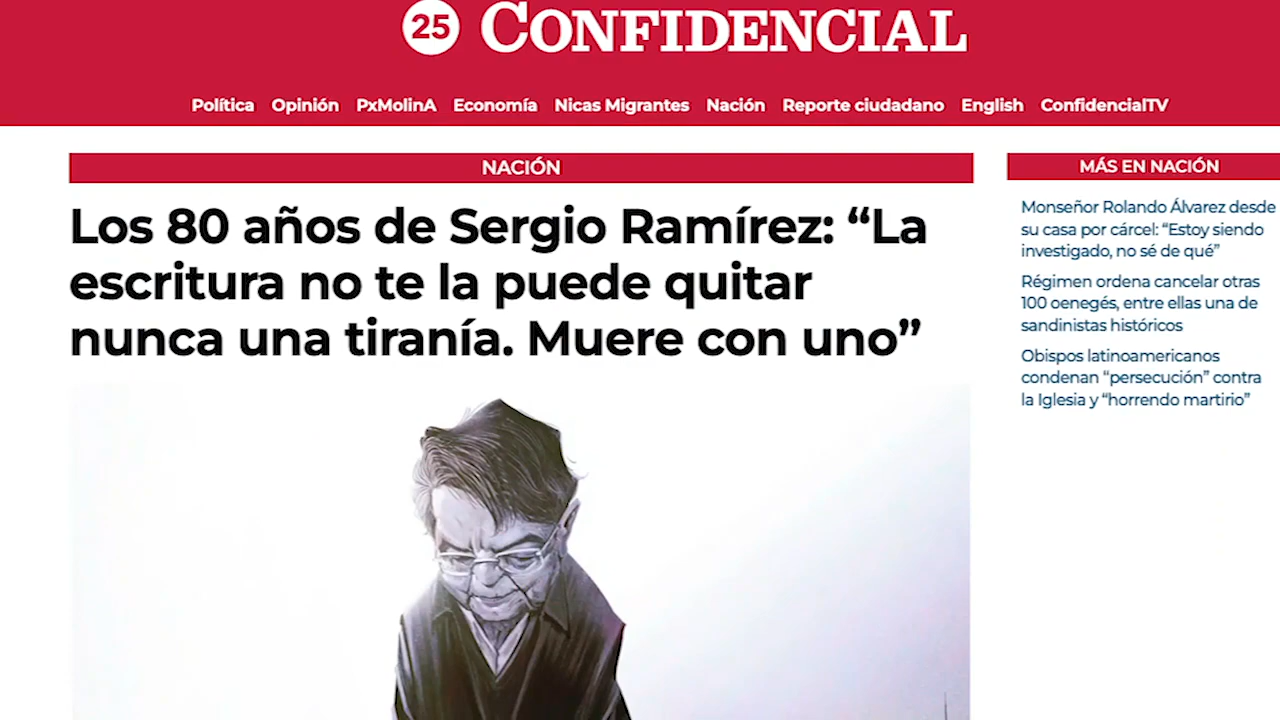 25 CONFIDENCIAL
Política Opinión PxMolinA Economía Nicas Migrantes Nación Reporte ciudadano English ConfidencialTV
NACIÓN
Los 80 años de Sergio Ramírez: “La
escritura no te la puede quitar
nunca una tiranía. Muere con uno”
MÁS EN NACIÓN
Monseñor Rolando Álvarez desde
su casa por cárcel: “Estoy siendo
investigado, no sé de qué”
Régimen ordena cancelar otras
100 oenegés, entre ellas una de
sandinistas históricos
Obispos latinoamericanos
condenan “persecución” contra
la Iglesia y “horrendo martirio”